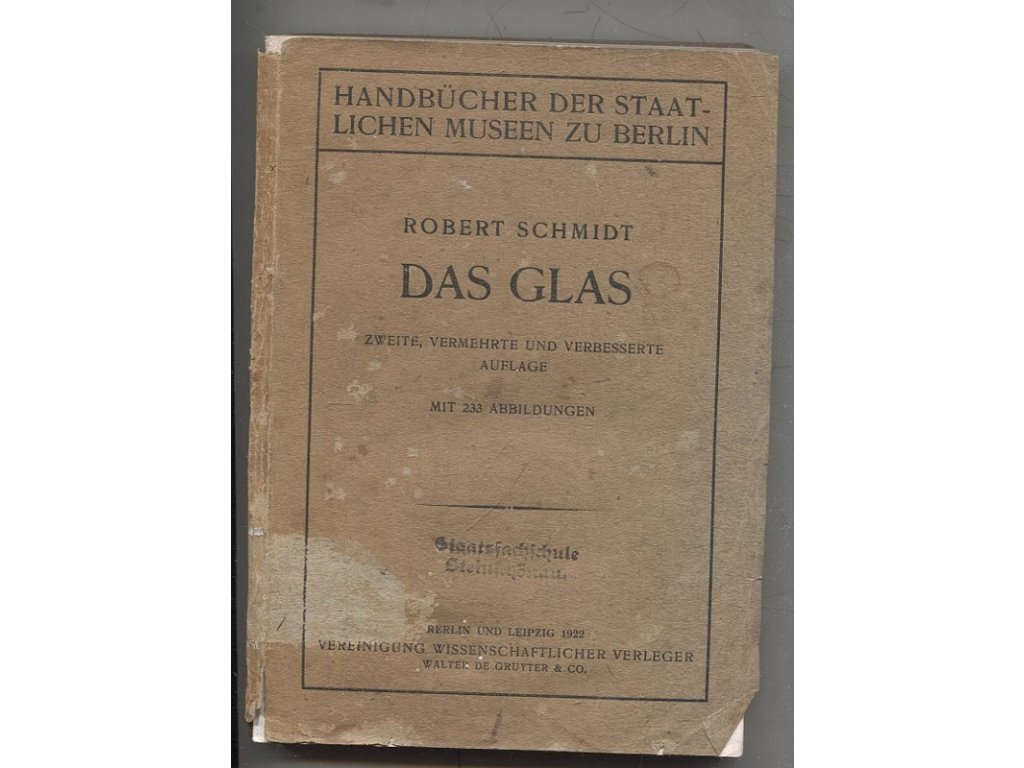 HANDBÜCHER DER STAAT-
LICHEN MUSEEN ZU BERLIN
ROBERT SCHMIDT
DAS GLAS
ZWEITE, VERMEHRTE UND VERBESSERTE
AUFLAGE
MIT 233 ABBILDUNGEN
Staatsfachschule
Steinschönau.
BERLIN UND LEIPZIG 1922
VEREINIGUNG WISSENSCHAFTLICHER VERLEGER
WALTER DE GRUYTER & CO.